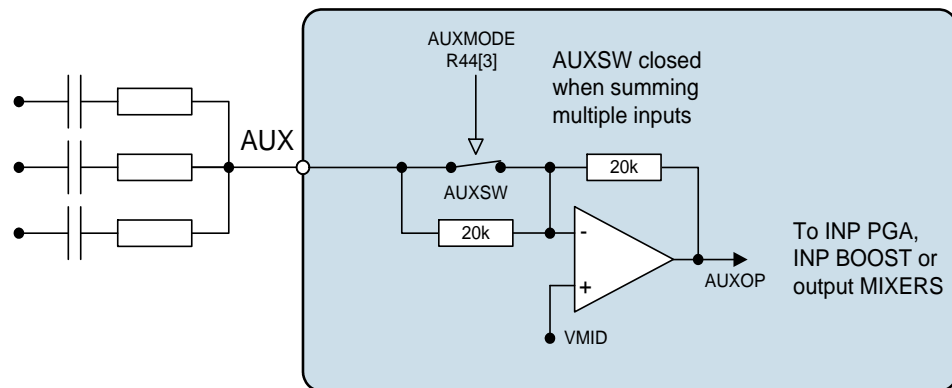 AUXMODE
R44[3]
AUXSW closed
when summing
multiple inputs
AUX
AUXSW
20k
20k
-
+
VMID
AUXOP
To INP PGA,
INP BOOST or
output MIXERS